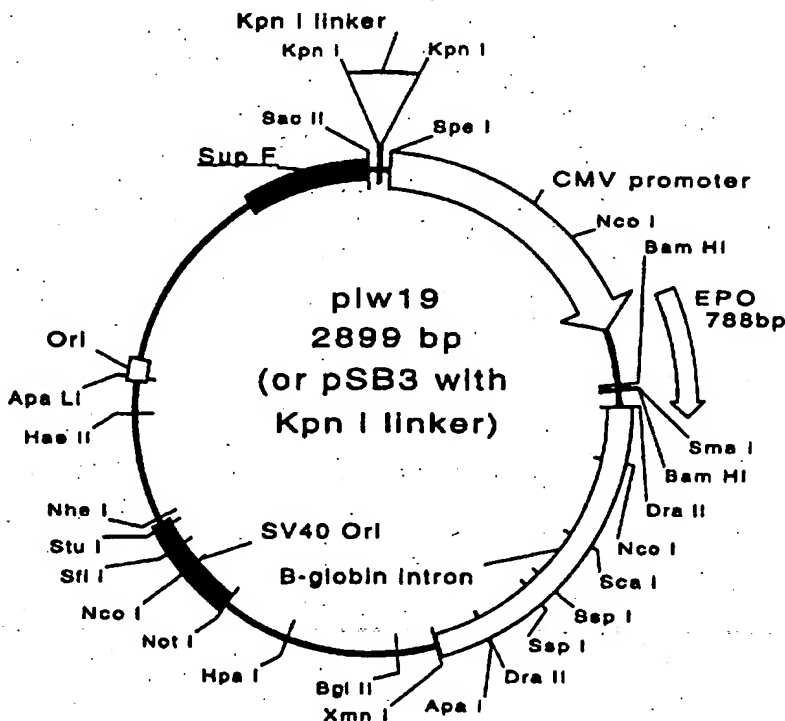 Kpn I linker
Kpn I
Kpn I
Sac II
Spe I
Sup F
CMV promoter
Nco I
Bam HI
EPO
788bp
plw19
2899 bp
(or pSB3 with
Kpn I linker)
Ori
Apa LI
Hae II
Sma I
Bam HI
Dra II
Nhe I
Stu I
Sfi I
Nco I
Not I
SV40 Ori
B-globin intron
Nco I
Sca I
Ssp I
Ssp I
Hpa I
Bgl II
Xmn I
Apa I
Dra II